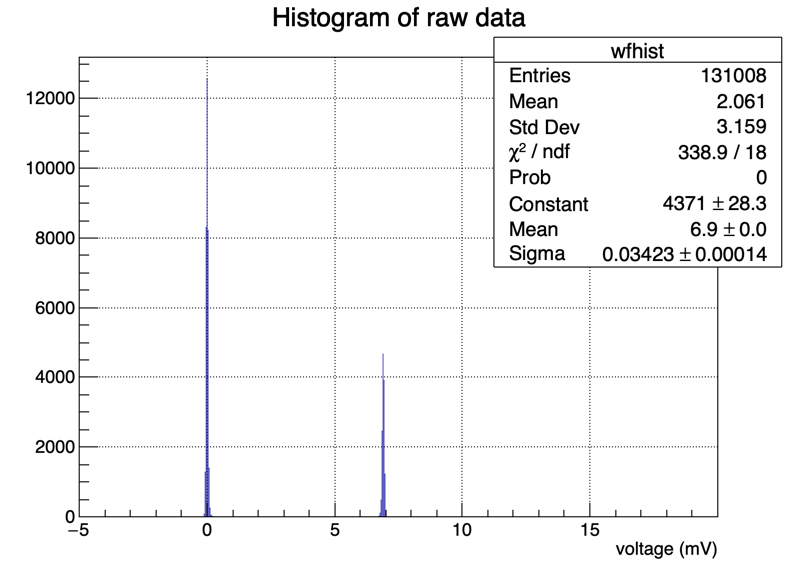 Histogram of raw data
wfhist
Entries 131008
Mean 2.061
Std Dev 3.159
χ² / ndf 338.9 / 18
Prob 0
Constant 4371 ± 28.3
Mean 6.9 ± 0.0
Sigma 0.03423 ± 0.00014
12000
10000
8000
6000
4000
2000
0
−5 0 5 10 15
voltage (mV)